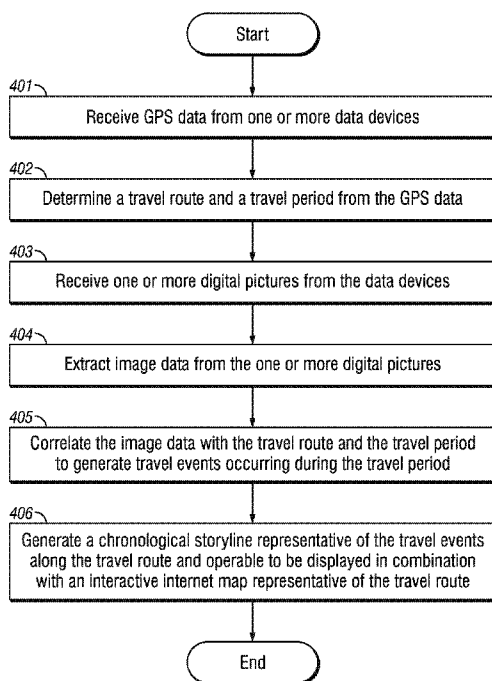 Start
401
Receive GPS data from one or more data devices
402
Determine a travel route and a travel period from the GPS data
403
Receive one or more digital pictures from the data devices
404
Extract image data from the one or more digital pictures
405
Correlate the image data with the travel route and the travel period
to generate travel events occurring during the travel period
406
Generate a chronological storyline representative of the travel events
along the travel route and operable to be displayed in combination
with an interactive internet map representative of the travel route
End